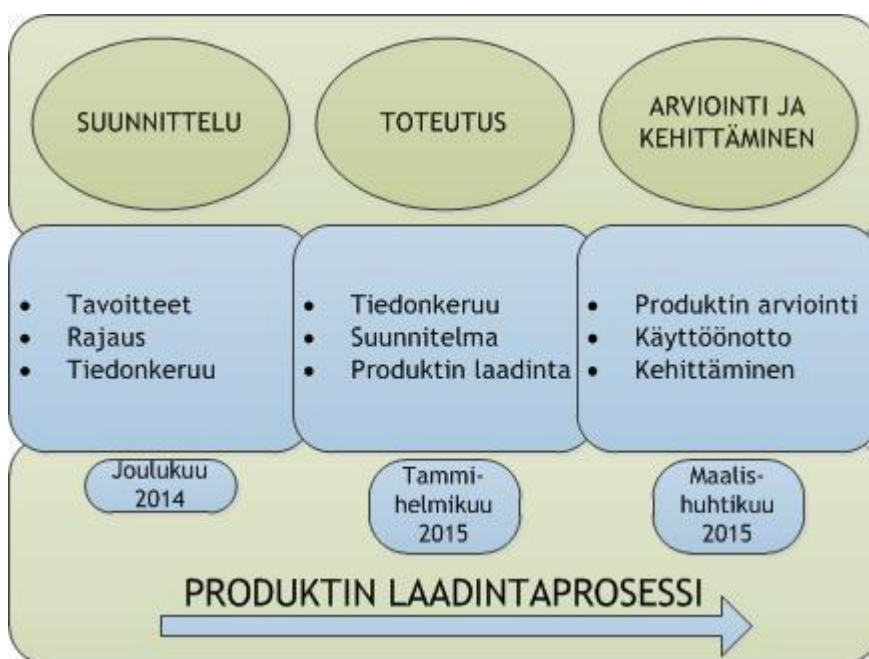 SUUNNITTELU
TOTEUTUS
ARVIOINTI JA
KEHITTÄMINEN
• Tavoitteet
• Rajaus
• Tiedonkeruu
• Tiedonkeruu
• Suunnitelma
• Produktin laadinta
• Produktin arviointi
• Käyttöönotto
• Kehittäminen
Joulukuu
2014
Tammi-
helmikuu
2015
Maalis-
huhtikuu
2015
PRODUKTIN LAADINTAPROSESSI